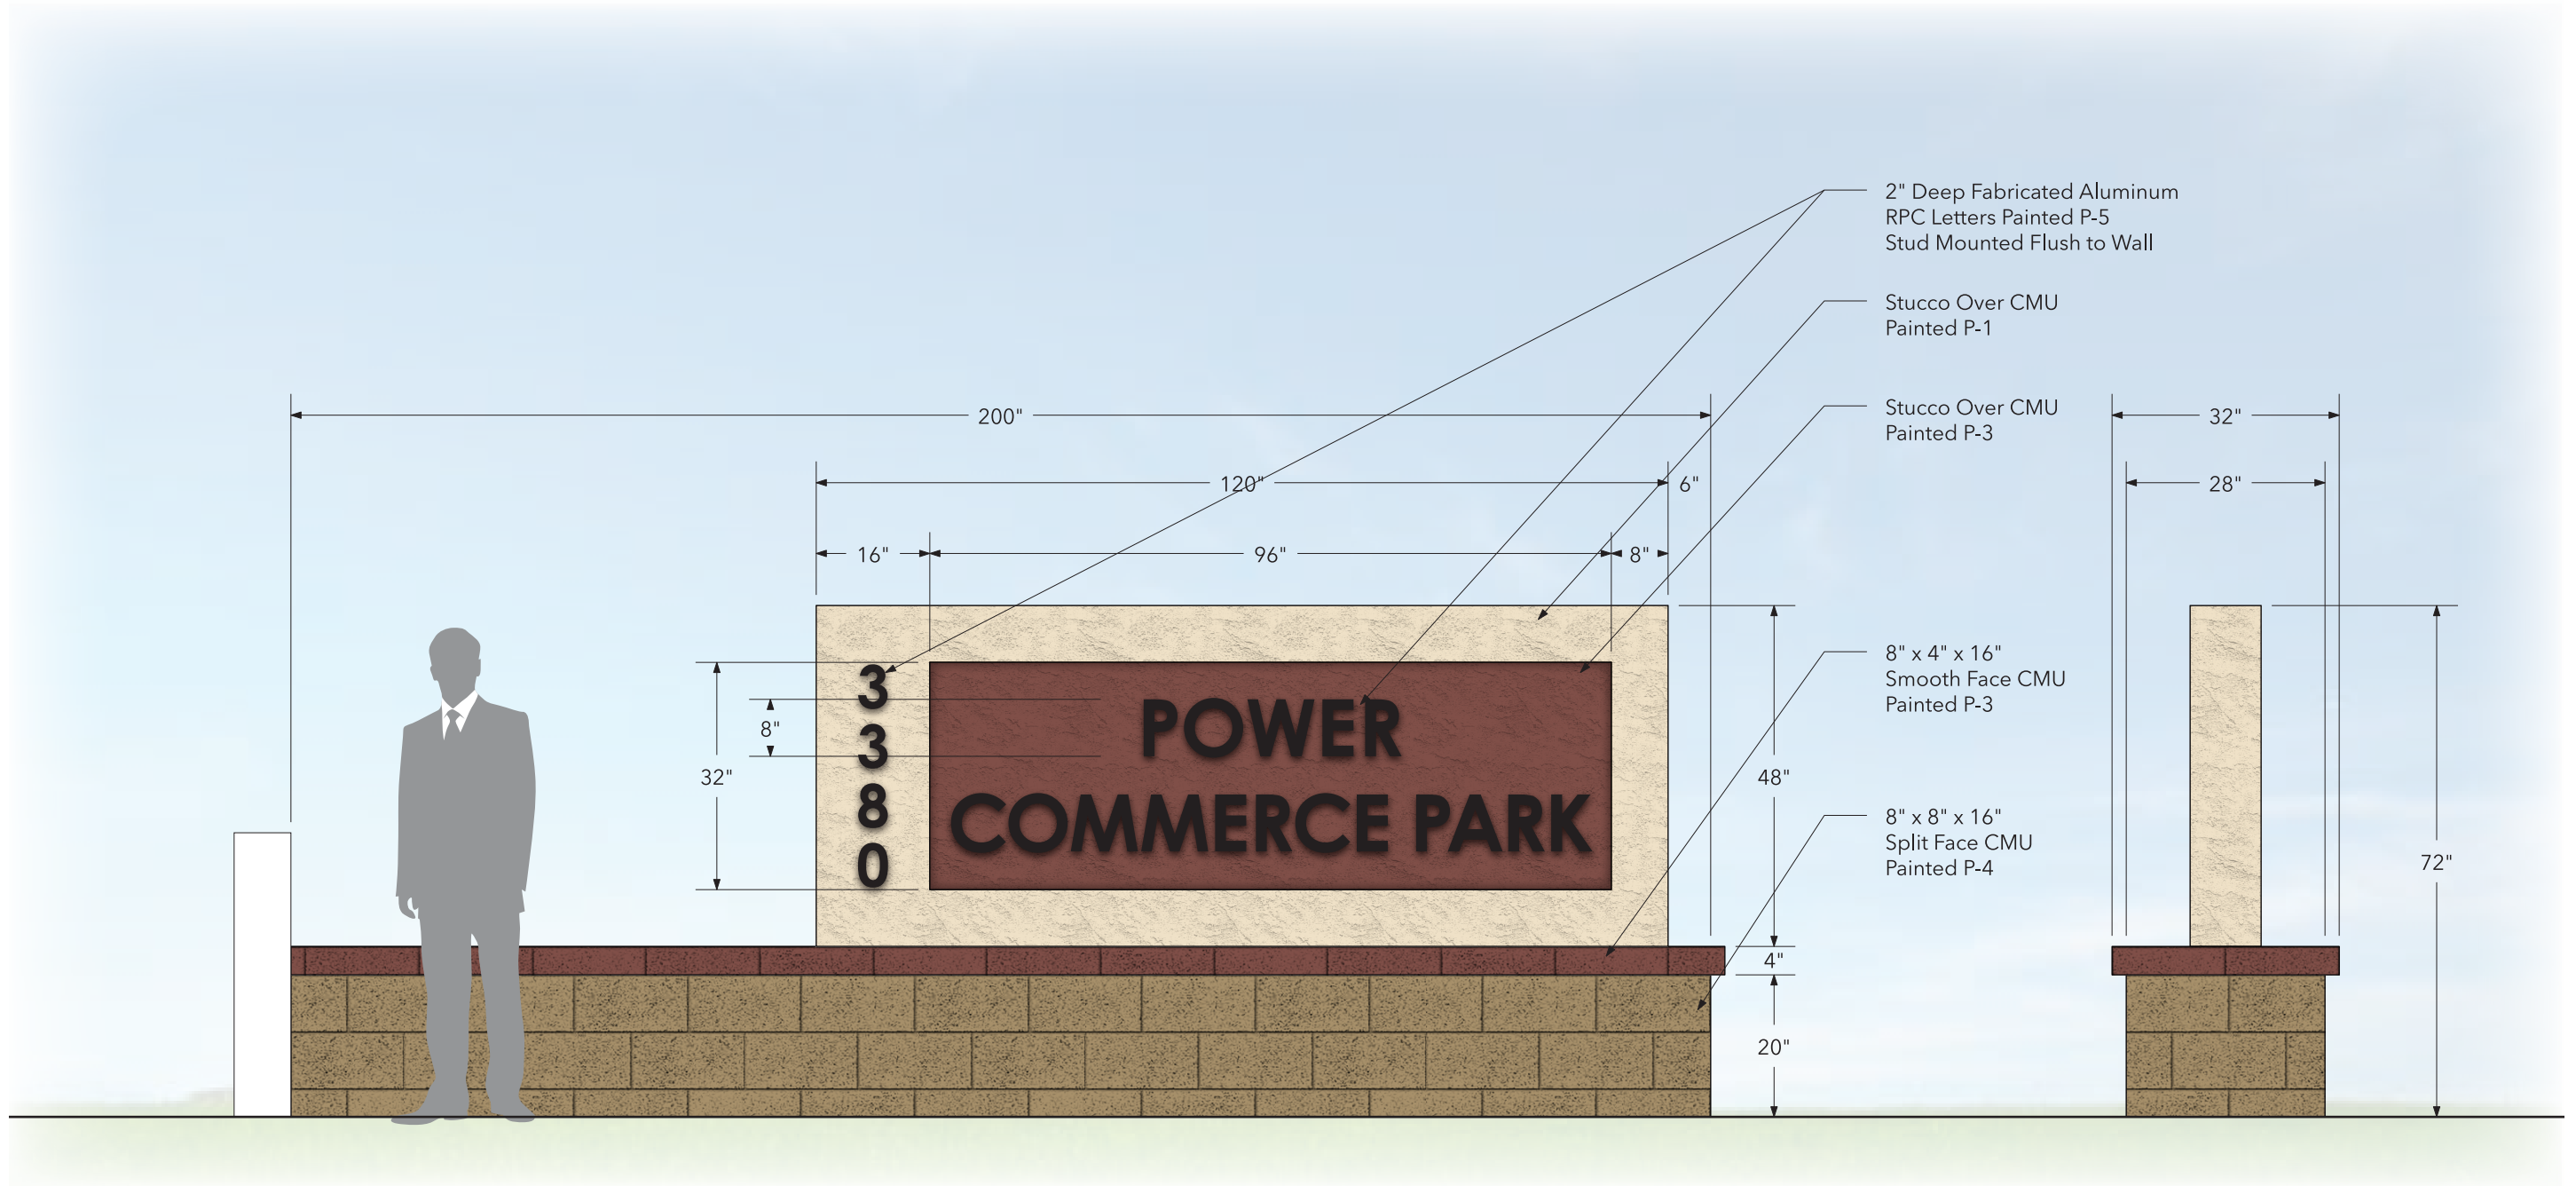 2" Deep Fabricated Aluminum
RPC Letters Painted P-5
Stud Mounted Flush to Wall
Stucco Over CMU
Painted P-1
Stucco Over CMU
Painted P-3
200"
32"
120"
6"
28"
16"
96"
8"
8" x 4" x 16"
Smooth Face CMU
Painted P-3
3
3
8
0
POWER
COMMERCE PARK
8"
32"
48"
8" x 8" x 16"
Split Face CMU
Painted P-4
72"
4"
20"